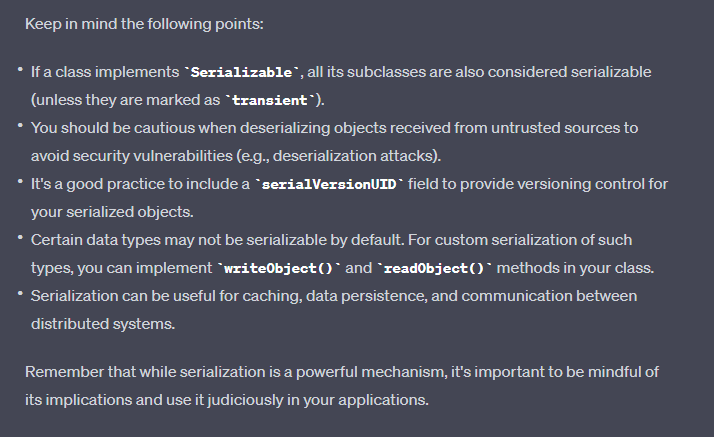 Keep in mind the following points:
• If a class implements `Serializable`, all its subclasses are also considered serializable
(unless they are marked as `transient`).
• You should be cautious when deserializing objects received from untrusted sources to
avoid security vulnerabilities (e.g., deserialization attacks).
• It's a good practice to include a `serialVersionUID` field to provide versioning control for
your serialized objects.
• Certain data types may not be serializable by default. For custom serialization of such
types, you can implement `writeObject()` and `readObject()` methods in your class.
• Serialization can be useful for caching, data persistence, and communication between
distributed systems.
Remember that while serialization is a powerful mechanism, it's important to be mindful of
its implications and use it judiciously in your applications.